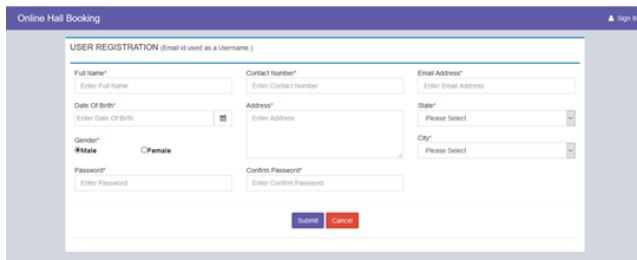 Online Hall Booking
Sign In
USER REGISTRATION (Email id used as a Username.)
Full Name* Contact Number* Email Address*
Enter Full Name Enter Contact Number Enter Email Address
Date Of Birth* Address* State*
Enter Date Of Birth Enter Address Please Select
Gender* City*
Male Female Please Select
Password* Confirm Password*
Enter Password Enter Confirm Password
Submit Cancel